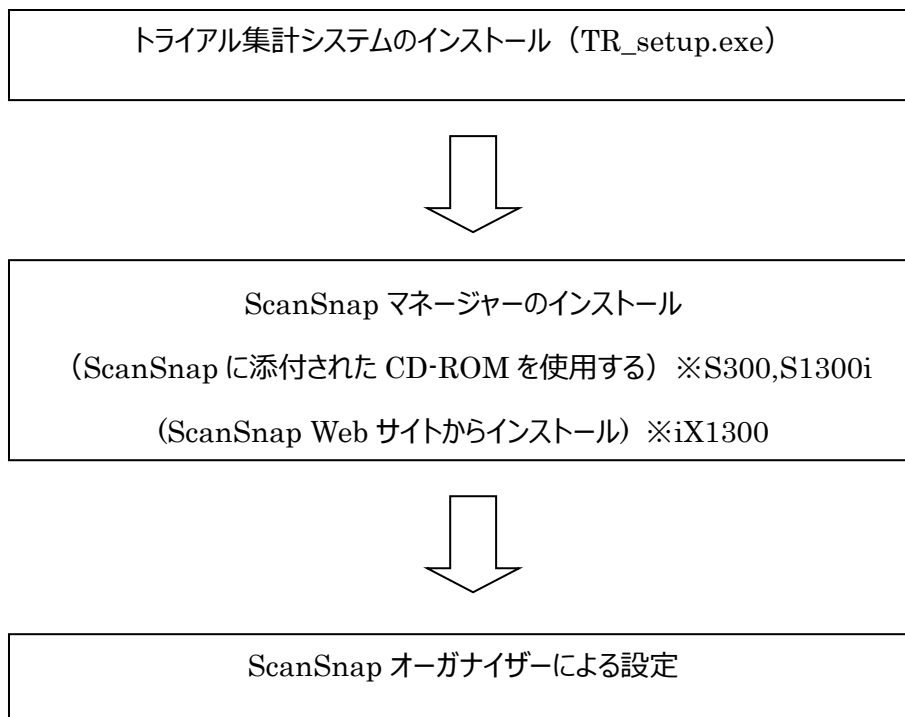 トライアル集計システムのインストール（TR_setup.exe）
ScanSnap マネージャーのインストール
（ScanSnap に添付された CD-ROM を使用する）※S300,S1300i
(ScanSnap Web サイトからインストール）※iX1300
ScanSnap オーガナイザーによる設定